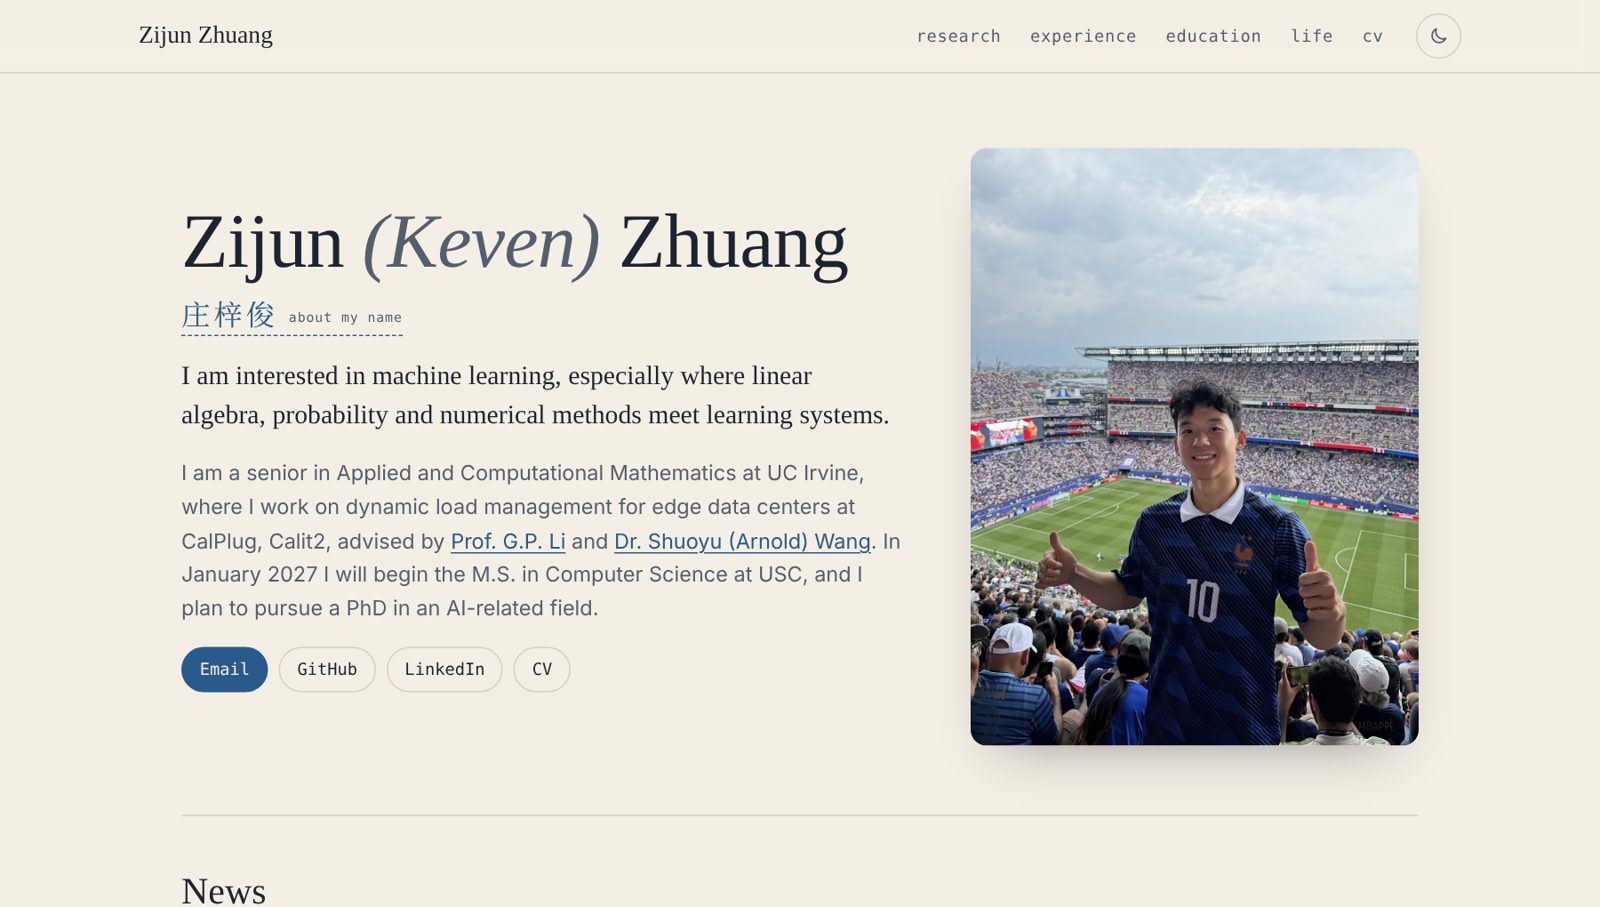 Zijun Zhuang
research experience education life cv
Zijun (Keven) Zhuang
庄梓俊 about my name
I am interested in machine learning, especially where linear
algebra, probability and numerical methods meet learning systems.
I am a senior in Applied and Computational Mathematics at UC Irvine,
where I work on dynamic load management for edge data centers at
CalPlug, Calit2, advised by Prof. G.P. Li and Dr. Shuoyu (Arnold) Wang. In
January 2027 I will begin the M.S. in Computer Science at USC, and I
plan to pursue a PhD in an AI-related field.
Email GitHub LinkedIn CV
10
MBAPPÉ
News